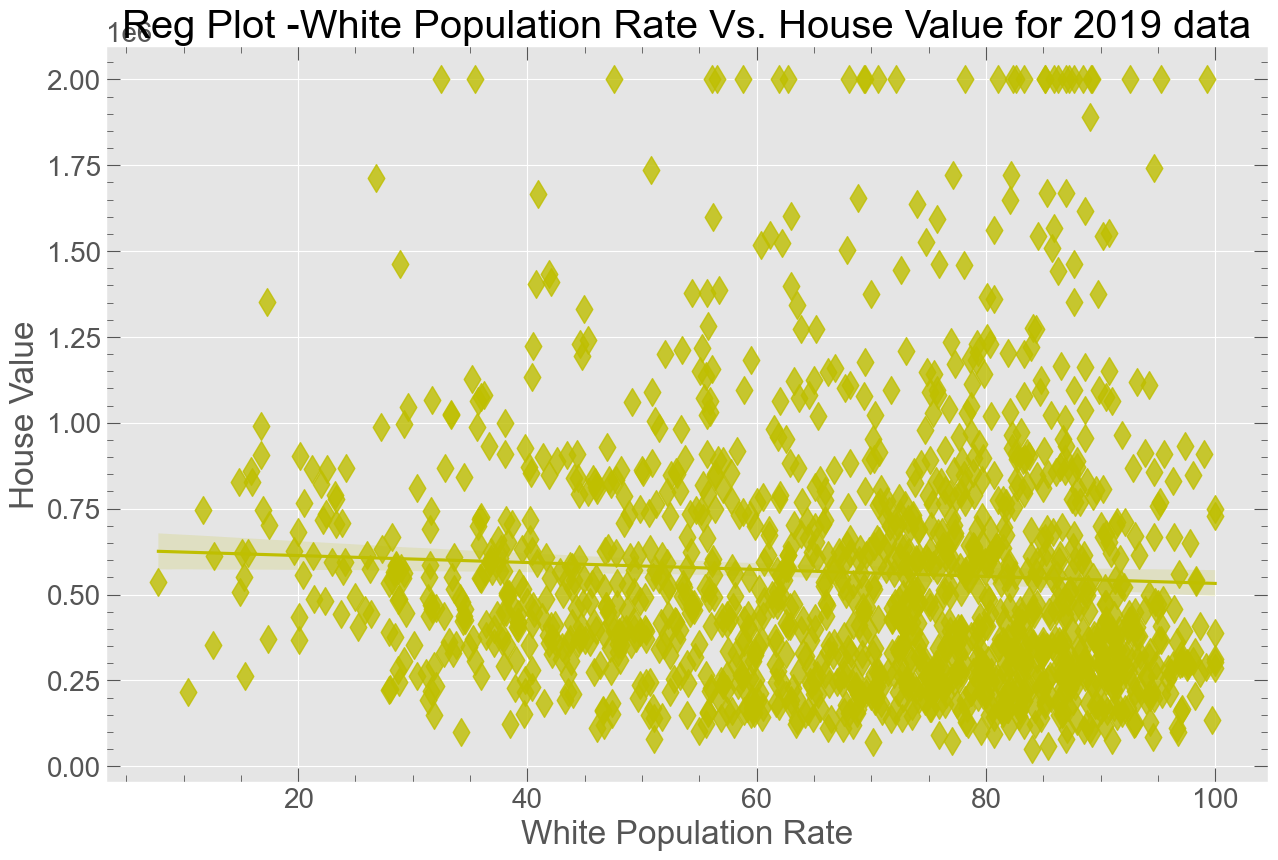 Reg Plot -White Population Rate Vs. House Value for 2019 data
1e6
2.00
1.75
1.50
1.25
1.00
0.75
0.50
0.25
0.00
House Value
20 40 60 80 100
White Population Rate